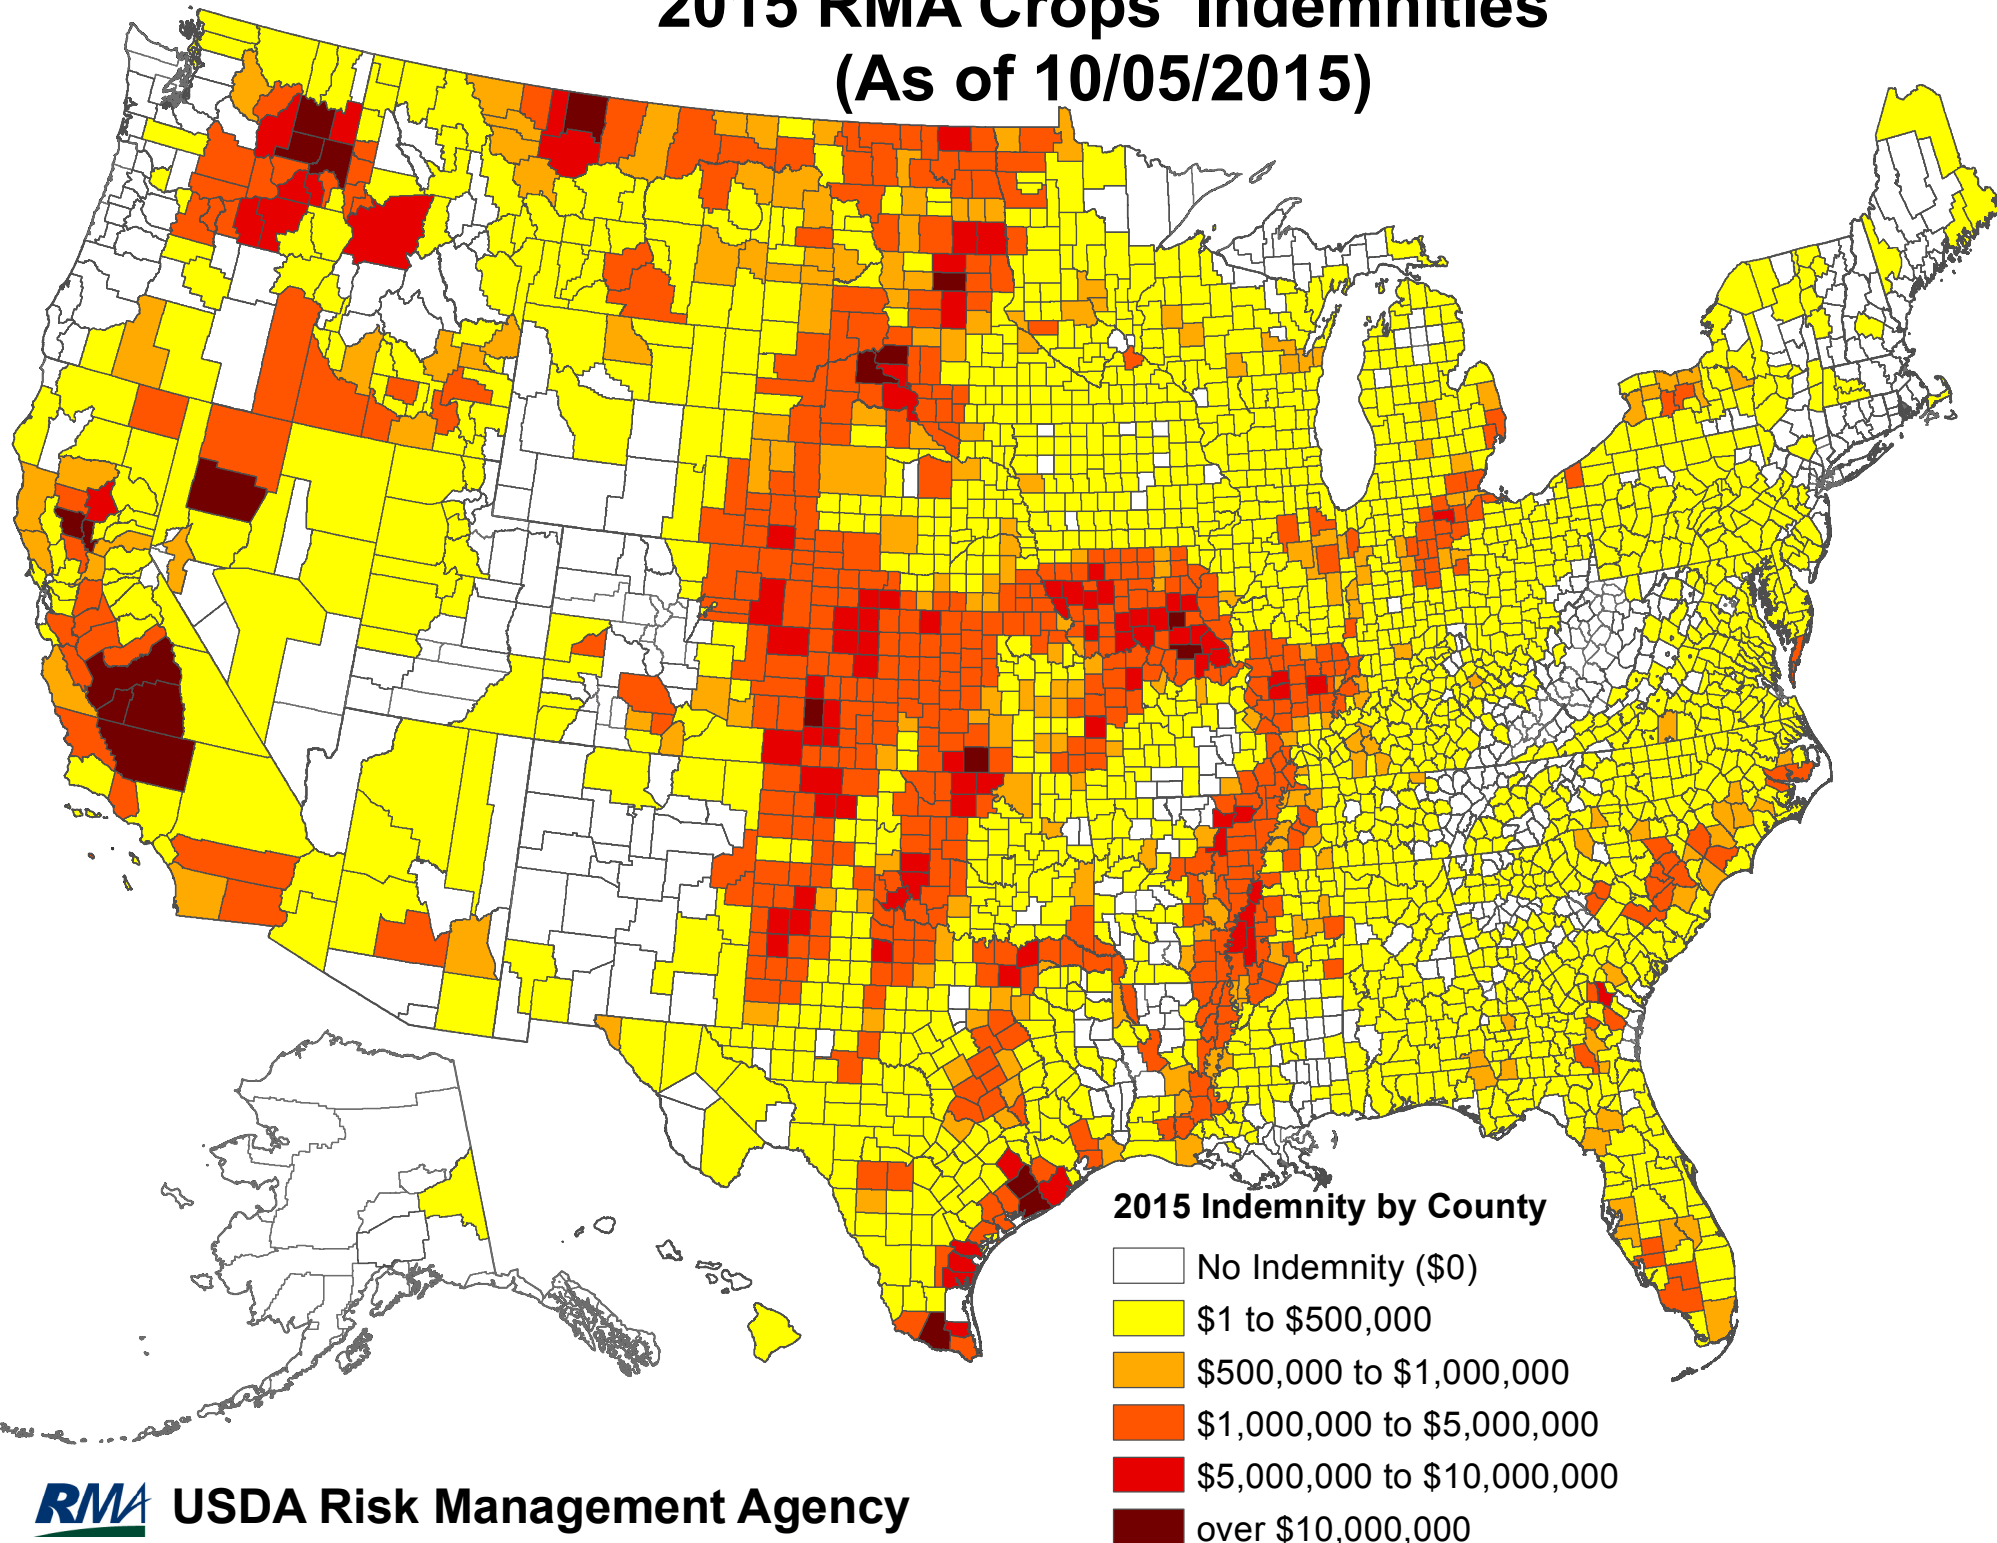 2015 RMA Crops' Indemnities
(As of 10/05/2015)
2015 Indemnity by County
No Indemnity ($0)
$1 to $500,000
$500,000 to $1,000,000
$1,000,000 to $5,000,000
$5,000,000 to $10,000,000
over $10,000,000
RMA USDA Risk Management Agency